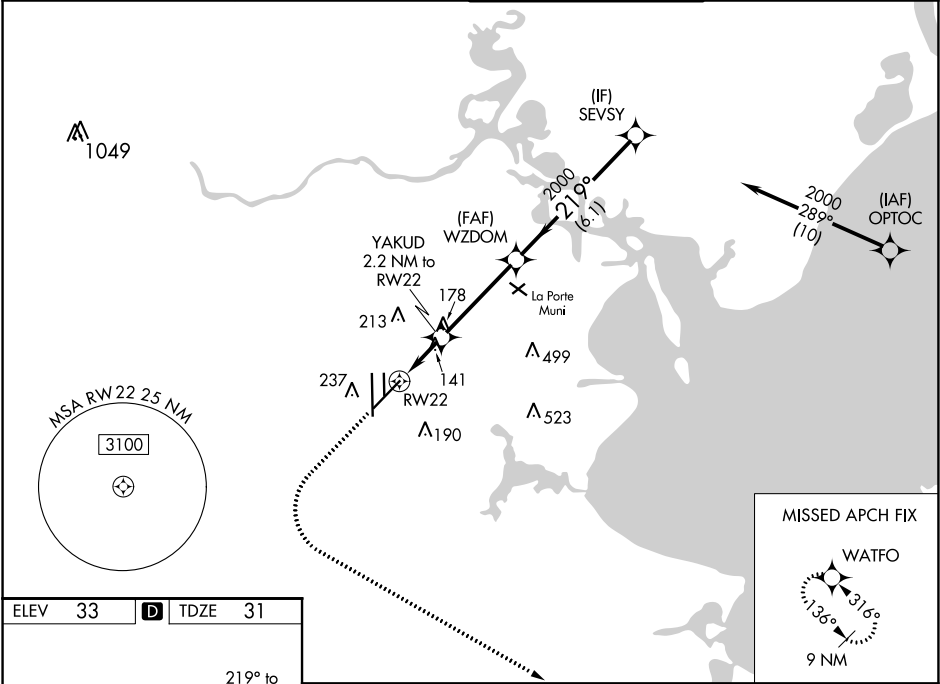 1049
(IF)
SEVSY
2000
219°
(6.1)
2000
289°
(10)
(IAF)
OPTOC
(FAF)
WZDOM
YAKUD
2.2 NM to
RW22
La Porte
Muni
178
213
499
141
237
RW22
523
190
MSA RW22 25 NM
3100
MISSED APCH FIX
WATFO
136°
316°
9 NM
ELEV 33 D TDZE 31
219° to